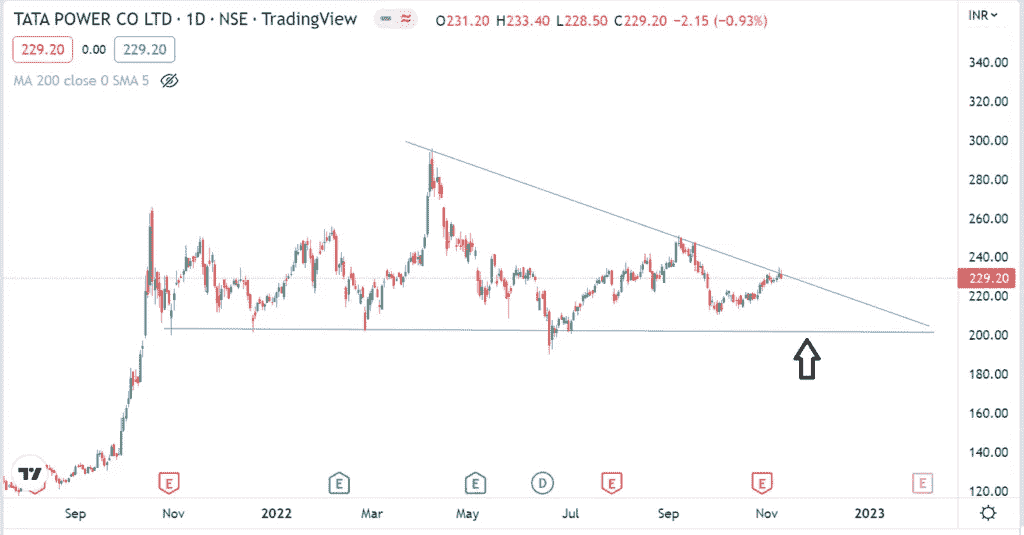 TATA POWER CO LTD · 1D · NSE · TradingView
O231.20 H233.40 L228.50 C229.20 −2.15 (−0.93%)
INR
229.20 0.00 229.20
MA 200 close 0 SMA 5
340.00
320.00
300.00
280.00
260.00
240.00
229.20
220.00
200.00
180.00
160.00
140.00
120.00
E E E D E E E
Sep Nov 2022 Mar May Jul Sep Nov 2023